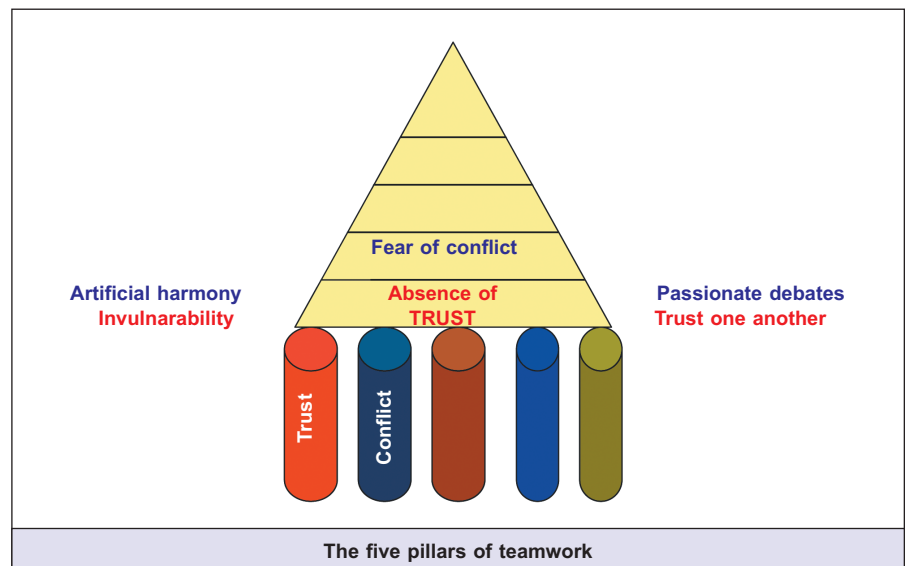 Fear of conflict
Artificial harmony
Absence of
Passionate debates
Invulnarability
TRUST
Trust one another
Trust
Conflict
The five pillars of teamwork